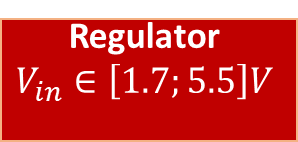 Regulator
V_in ∈ [1.7; 5.5]V